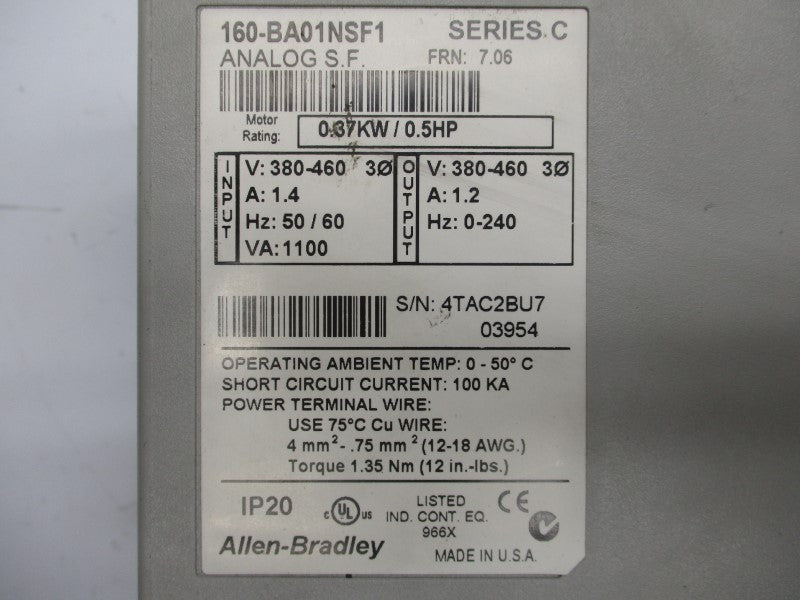 160-BA01NSF1 SERIES C
ANALOG S.F. FRN: 7.06
Motor Rating: 0.37KW / 0.5HP
INPUT
V: 380-460 3Ø
A: 1.4
Hz: 50 / 60
VA: 1100
OUTPUT
V: 380-460 3Ø
A: 1.2
Hz: 0-240
S/N: 4TAC2BU7
03954
OPERATING AMBIENT TEMP: 0 - 50° C
SHORT CIRCUIT CURRENT: 100 KA
POWER TERMINAL WIRE:
USE 75°C Cu WIRE:
4 mm² - .75 mm² (12-18 AWG.)
Torque 1.35 Nm (12 in.-lbs.)
IP20
c UL us
LISTED
IND. CONT. EQ.
966X
CE
N
Allen-Bradley
MADE IN U.S.A.